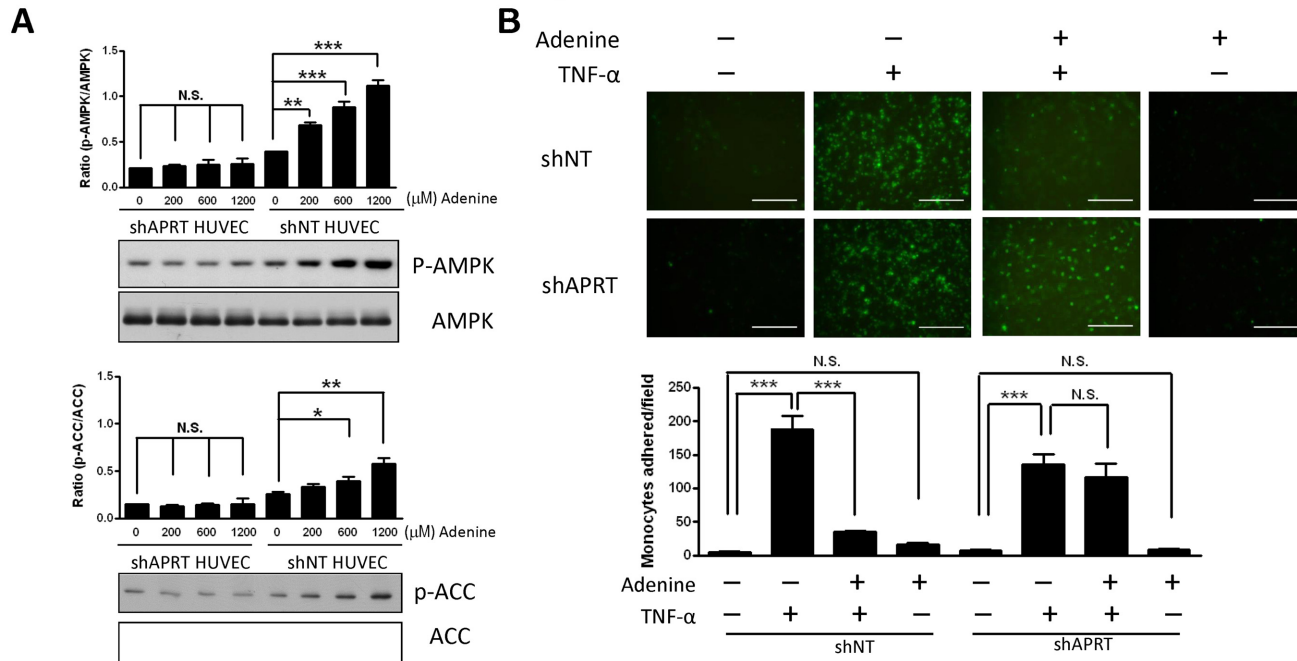 A
Ratio (p-AMPK/AMPK)
1.5
1.0
0.5
0.0
N.S.
**
***
***
0 200 600 1200 0 200 600 1200 (μM) Adenine
shAPRT HUVEC shNT HUVEC
P-AMPK
AMPK
Ratio (p-ACC/ACC)
1.5
1.0
0.5
0.0
N.S.
*
**
0 200 600 1200 0 200 600 1200 (μM) Adenine
shAPRT HUVEC shNT HUVEC
p-ACC
ACC
B
Adenine − − + +
TNF-α − + + −
shNT
shAPRT
Monocytes adhered/field
250
200
150
100
50
0
N.S.
*** ***
N.S.
*** N.S.
Adenine − − + + − − + +
TNF-α − + + − − + + −
shNT shAPRT